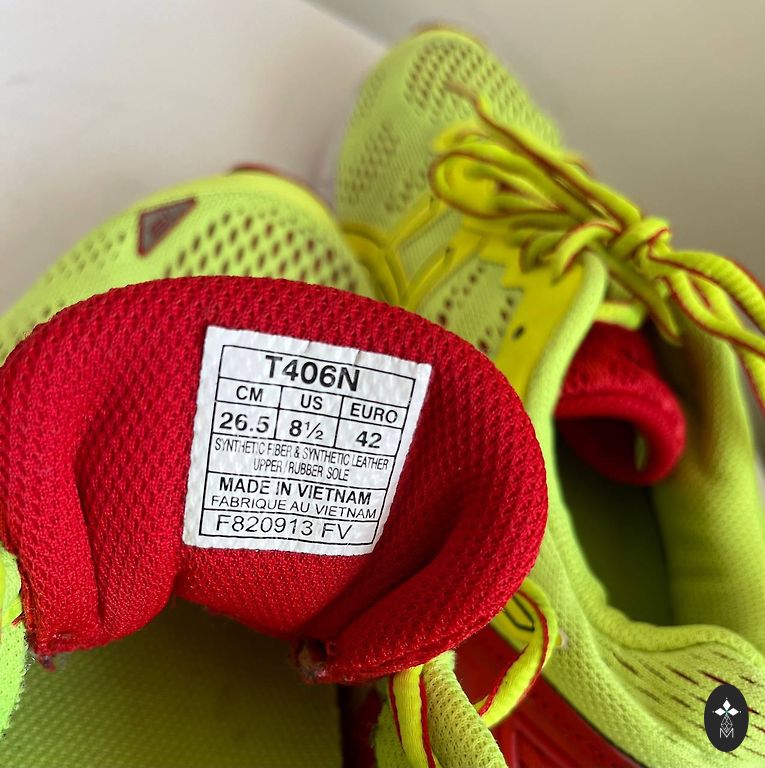 T406N
CM US EURO
26.5 8½ 42
SYNTHETIC FIBER & SYNTHETIC LEATHER
UPPER/RUBBER SOLE
MADE IN VIETNAM
FABRIQUE AU VIETNAM
F820913 FV
M